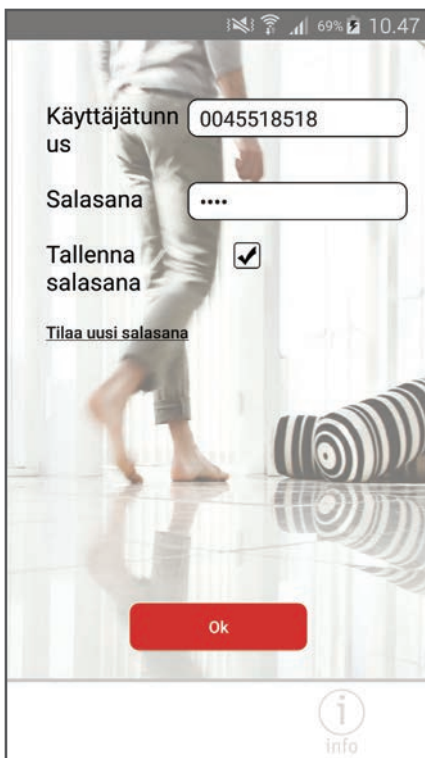 69% 10.47
Käyttäjätunn
us
0045518518
Salasana
••••
Tallenna
salasana
Tilaa uusi salasana
Ok
info